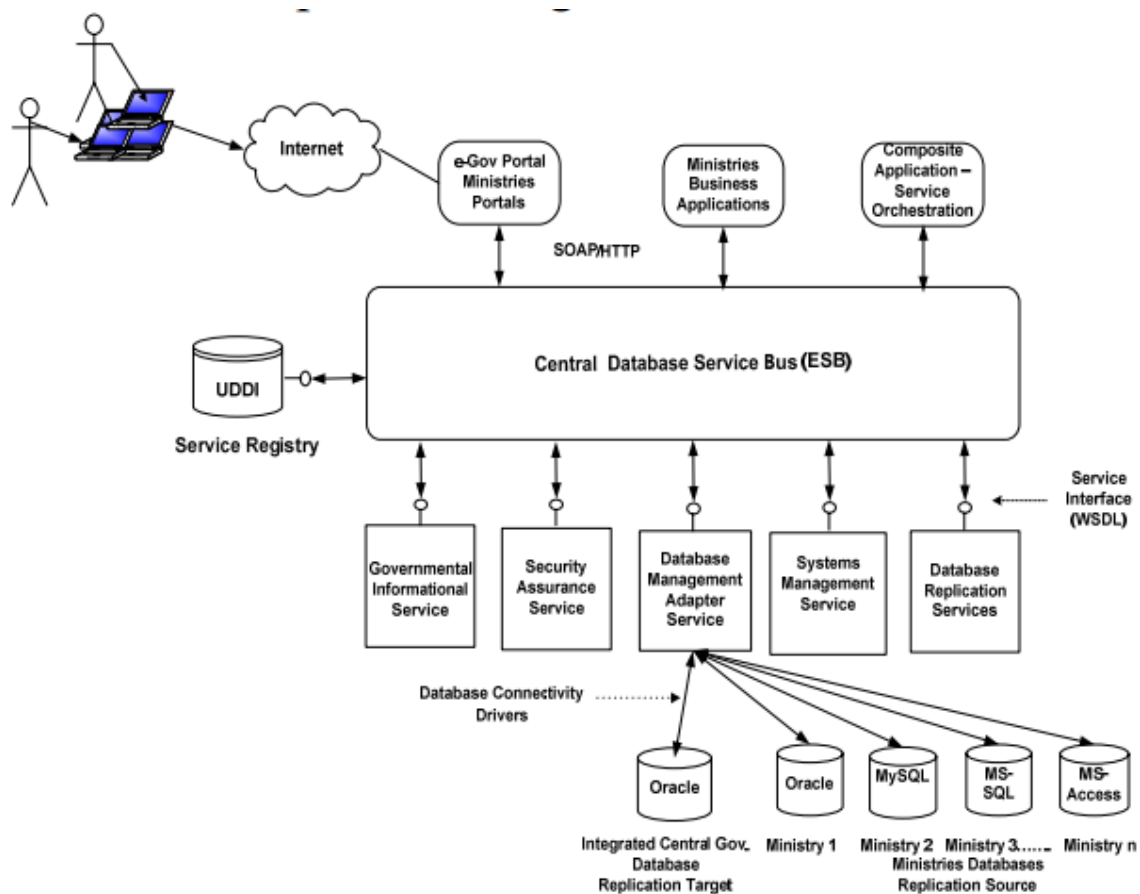 Internet
e-Gov Portal
Ministries
Portals
Ministries
Business
Applications
Composite
Application –
Service
Orchestration
SOAP/HTTP
Central Database Service Bus (ESB)
UDDI
Service Registry
Service
Interface
(WSDL)
Governmental
Informational
Service
Security
Assurance
Service
Database
Management
Adapter
Service
Systems
Management
Service
Database
Replication
Services
Database Connectivity
Drivers
Oracle
Oracle
MySQL
MS-
SQL
MS-
Access
Integrated Central Gov.
Database
Replication Target
Ministry 1
Ministry 2
Ministry 3.......
Ministry n
Ministries Databases
Replication Source